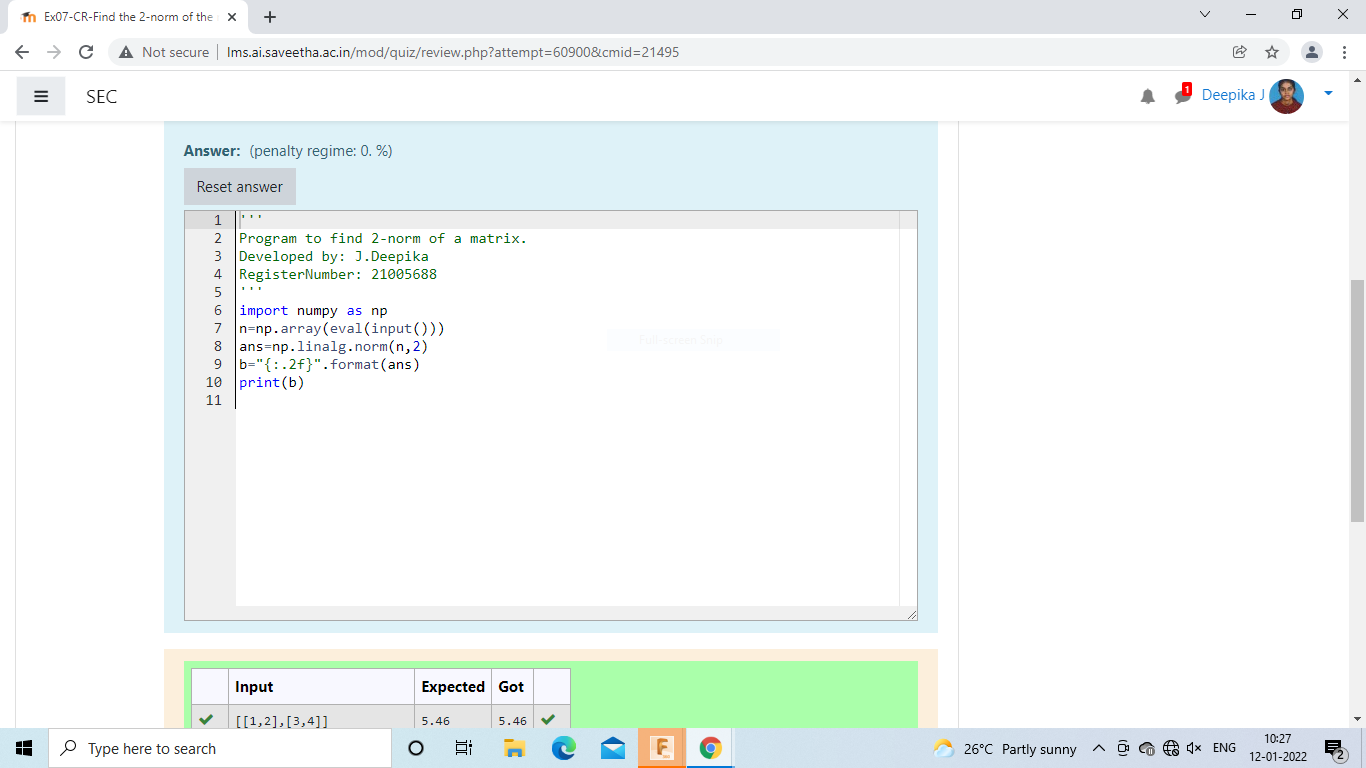 Ex07-CR-Find the 2-norm of the
Not secure
lms.ai.saveetha.ac.in/mod/quiz/review.php?attempt=60900&cmid=21495
SEC
1
Deepika J
Answer: (penalty regime: 0. %)
Reset answer
1 '''
2 Program to find 2-norm of a matrix.
3 Developed by: J.Deepika
4 RegisterNumber: 21005688
5 '''
6 import numpy as np
7 n=np.array(eval(input()))
8 ans=np.linalg.norm(n,2)
9 b="{:.2f}".format(ans)
10 print(b)
11
Full-screen Snip
Input Expected Got
[[1,2],[3,4]] 5.46 5.46
Type here to search
F
26°C Partly sunny
ENG
10:27
12-01-2022
2